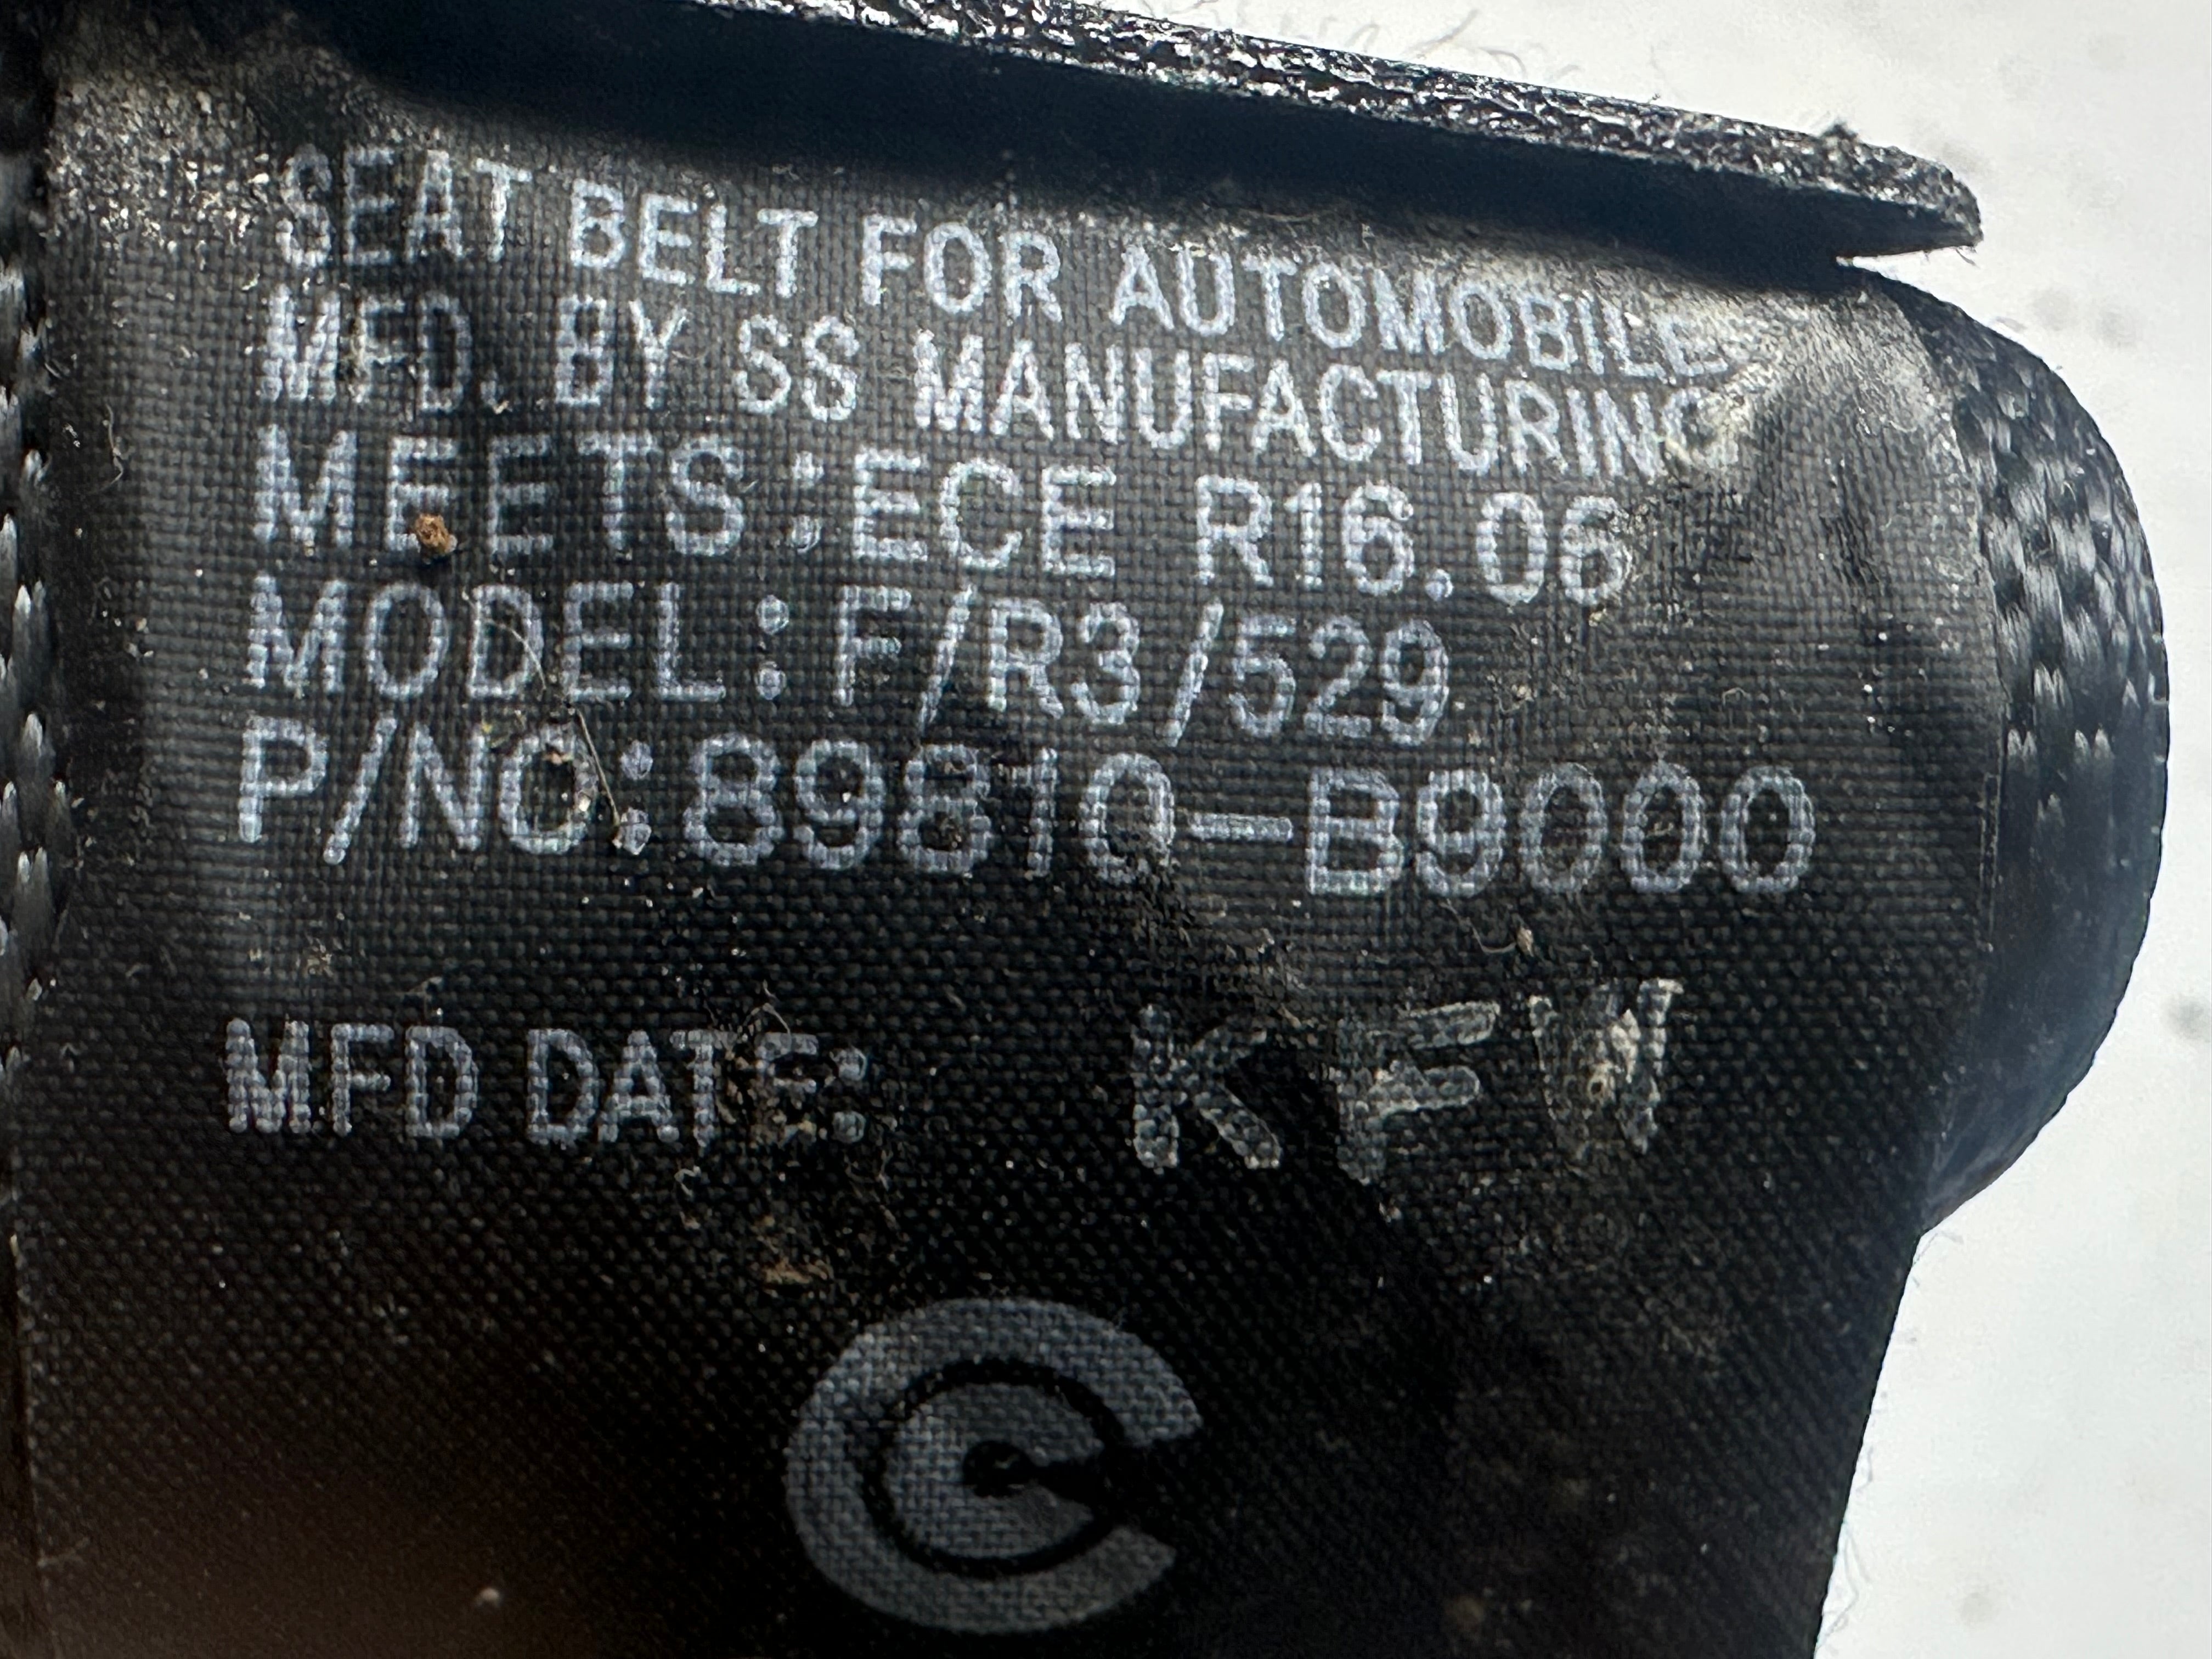 SEAT BELT FOR AUTOMOBILE
MFD. BY SS MANUFACTURING
MEETS:ECE R16.06
MODEL:F/R3/529
P/NO:89810-B9000
MFD DATE: KFW